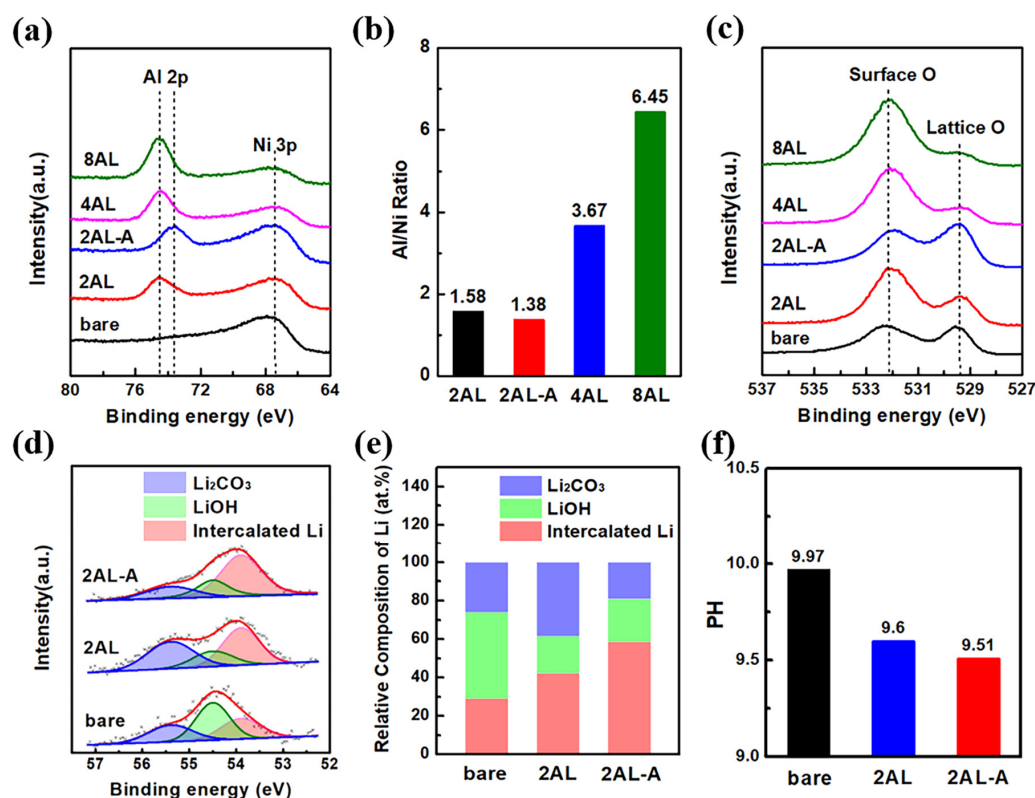 (a)
Al 2p
Ni 3p
8AL
4AL
2AL-A
2AL
bare
Intensity(a.u.)
80 76 72 68 64
Binding energy (eV)
(b)
8
6
4
2
0
Al/Ni Ratio
1.58
1.38
3.67
6.45
2AL 2AL-A 4AL 8AL
(c)
Surface O
Lattice O
8AL
4AL
2AL-A
2AL
bare
Intensity(a.u.)
537 535 533 531 529 527
Binding energy (eV)
(d)
Li₂CO₃
LiOH
Intercalated Li
2AL-A
2AL
bare
Intensity(a.u.)
57 56 55 54 53 52
Binding energy (eV)
(e)
Li₂CO₃
LiOH
Intercalated Li
140
120
100
80
60
40
20
0
Relative Composition of Li (at.%)
bare 2AL 2AL-A
(f)
10.5
10.0
9.5
9.0
PH
9.97
9.6
9.51
bare 2AL 2AL-A